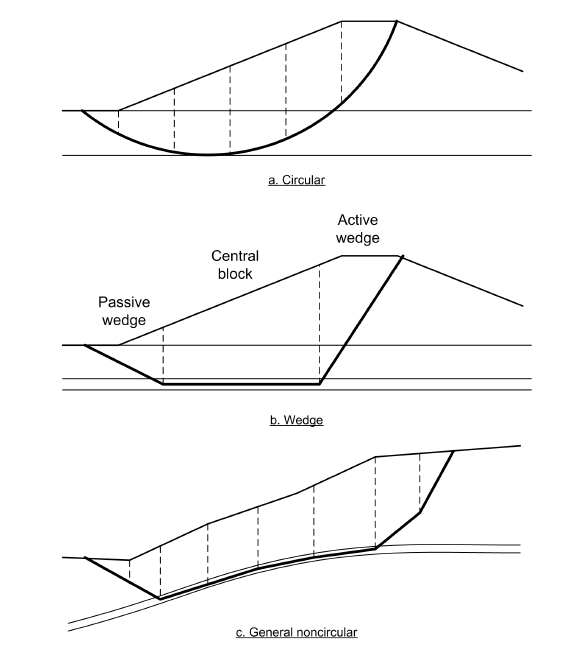 a. Circular
Active
wedge
Central
block
Passive
wedge
b. Wedge
c. General noncircular